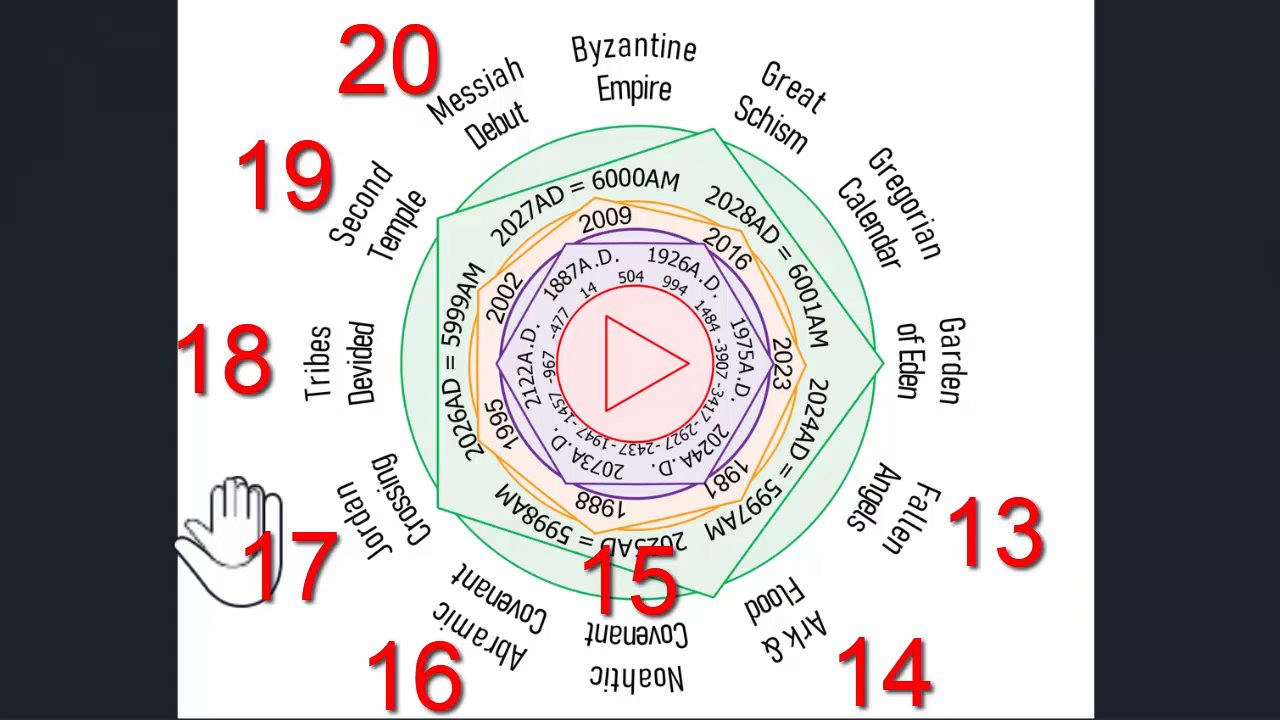 20
19
18
17
16
15
14
13
Byzantine
Empire
Great
Schism
Gregorian
Calendar
Garden
of Eden
Fallen
Angels
Ark &
Flood
Noahtic
Covenant
Abramic
Covenant
Jordan
Crossing
Tribes
Devided
Second
Temple
Messiah
Debut
2027AD = 6000AM
2028AD = 6001AM
2024AD = 5997AM
2025AD = 5998AM
2026AD = 5999AM
2009
2016
2023
1981
1988
1995
2002
1887A.D.
1926A.D.
1975A.D.
2024A.D.
2073A.D.
2122A.D.
504
994
1484
-3907
-3417
-2927
-2437
-1947
-1457
-967
-477
14